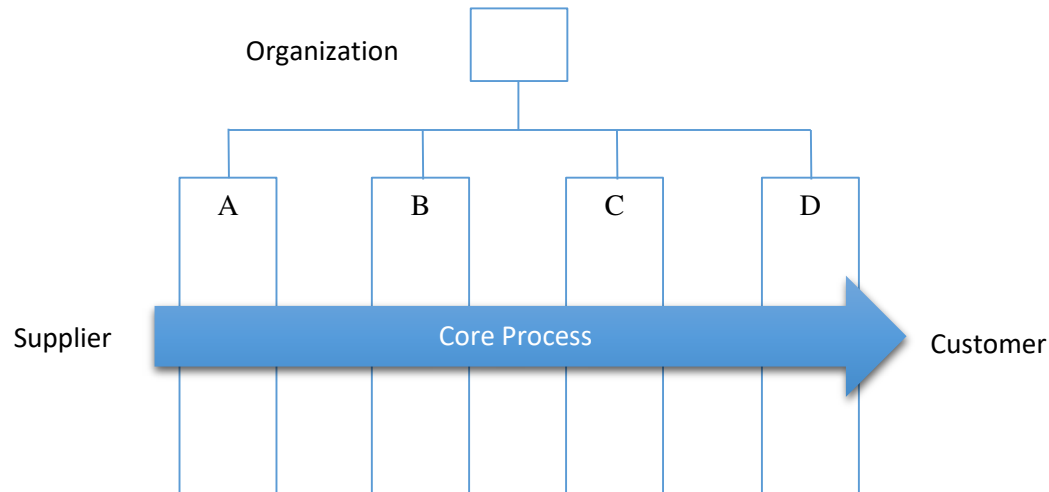 Organization
A
B
C
D
Supplier
Core Process
Customer